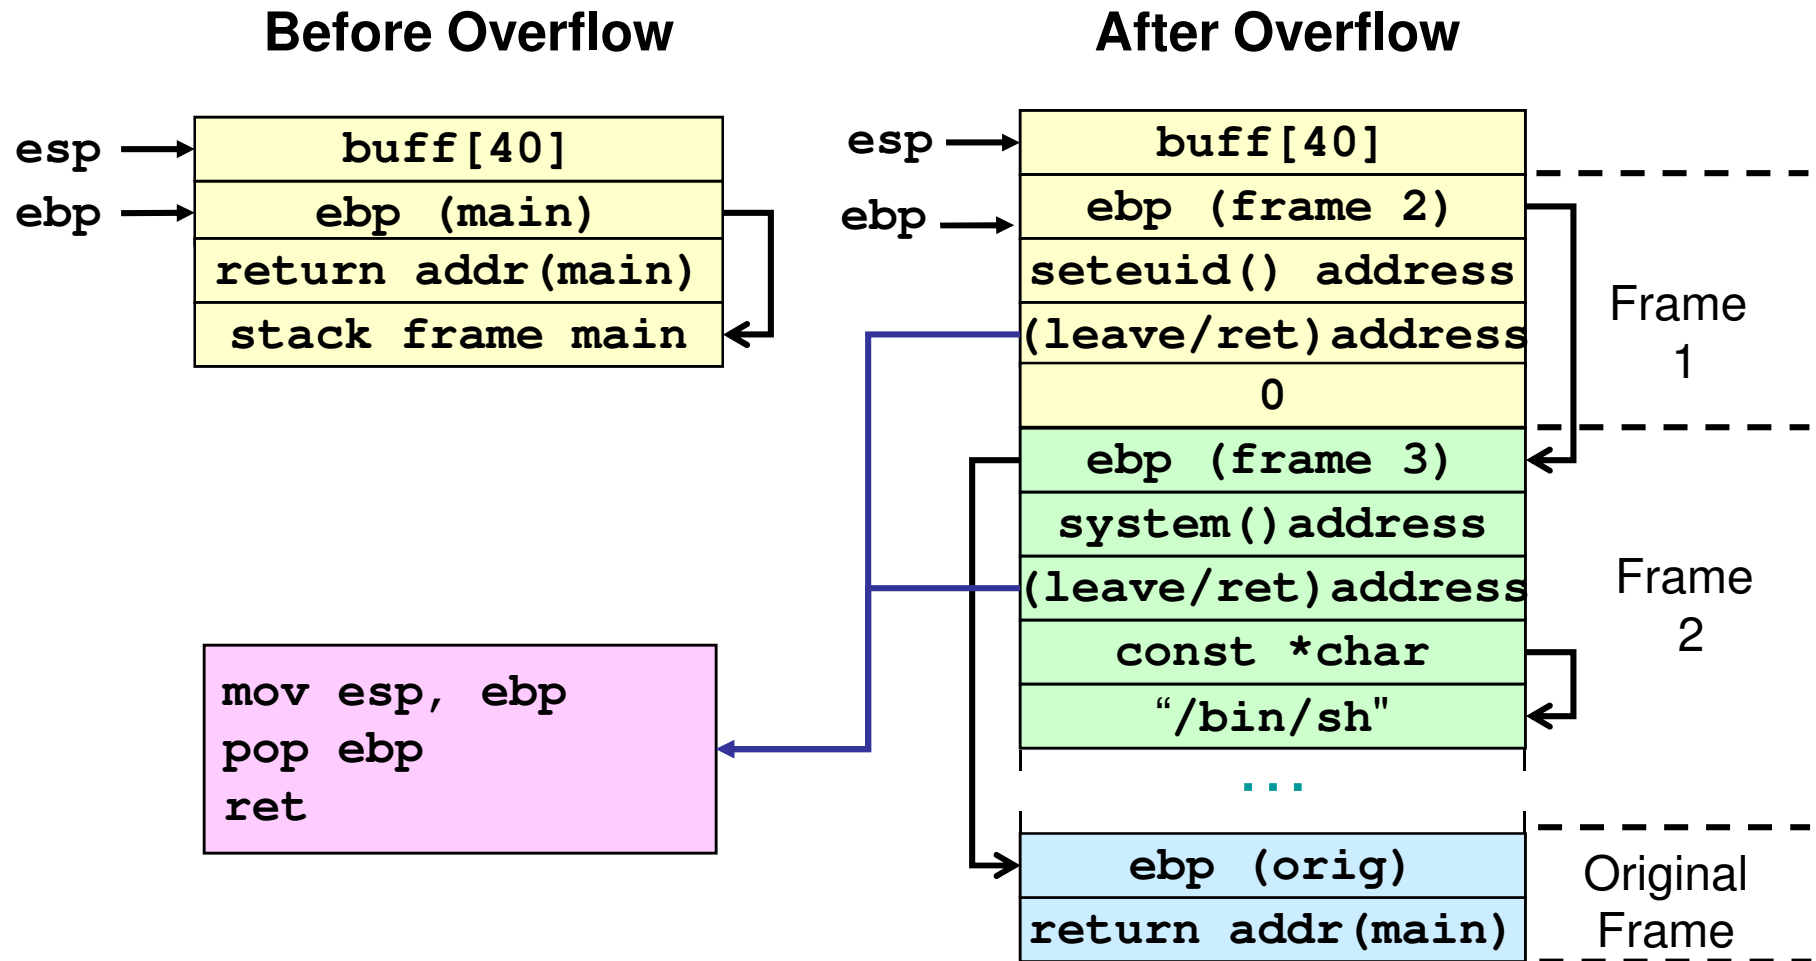 Before Overflow
esp
buff[40]
ebp
ebp (main)
return addr(main)
stack frame main
mov esp, ebp
pop ebp
ret
After Overflow
esp
buff[40]
ebp
ebp (frame 2)
seteuid() address
(leave/ret)address
0
Frame
1
ebp (frame 3)
system()address
(leave/ret)address
const *char
“/bin/sh"
Frame
2
...
ebp (orig)
return addr(main)
Original
Frame